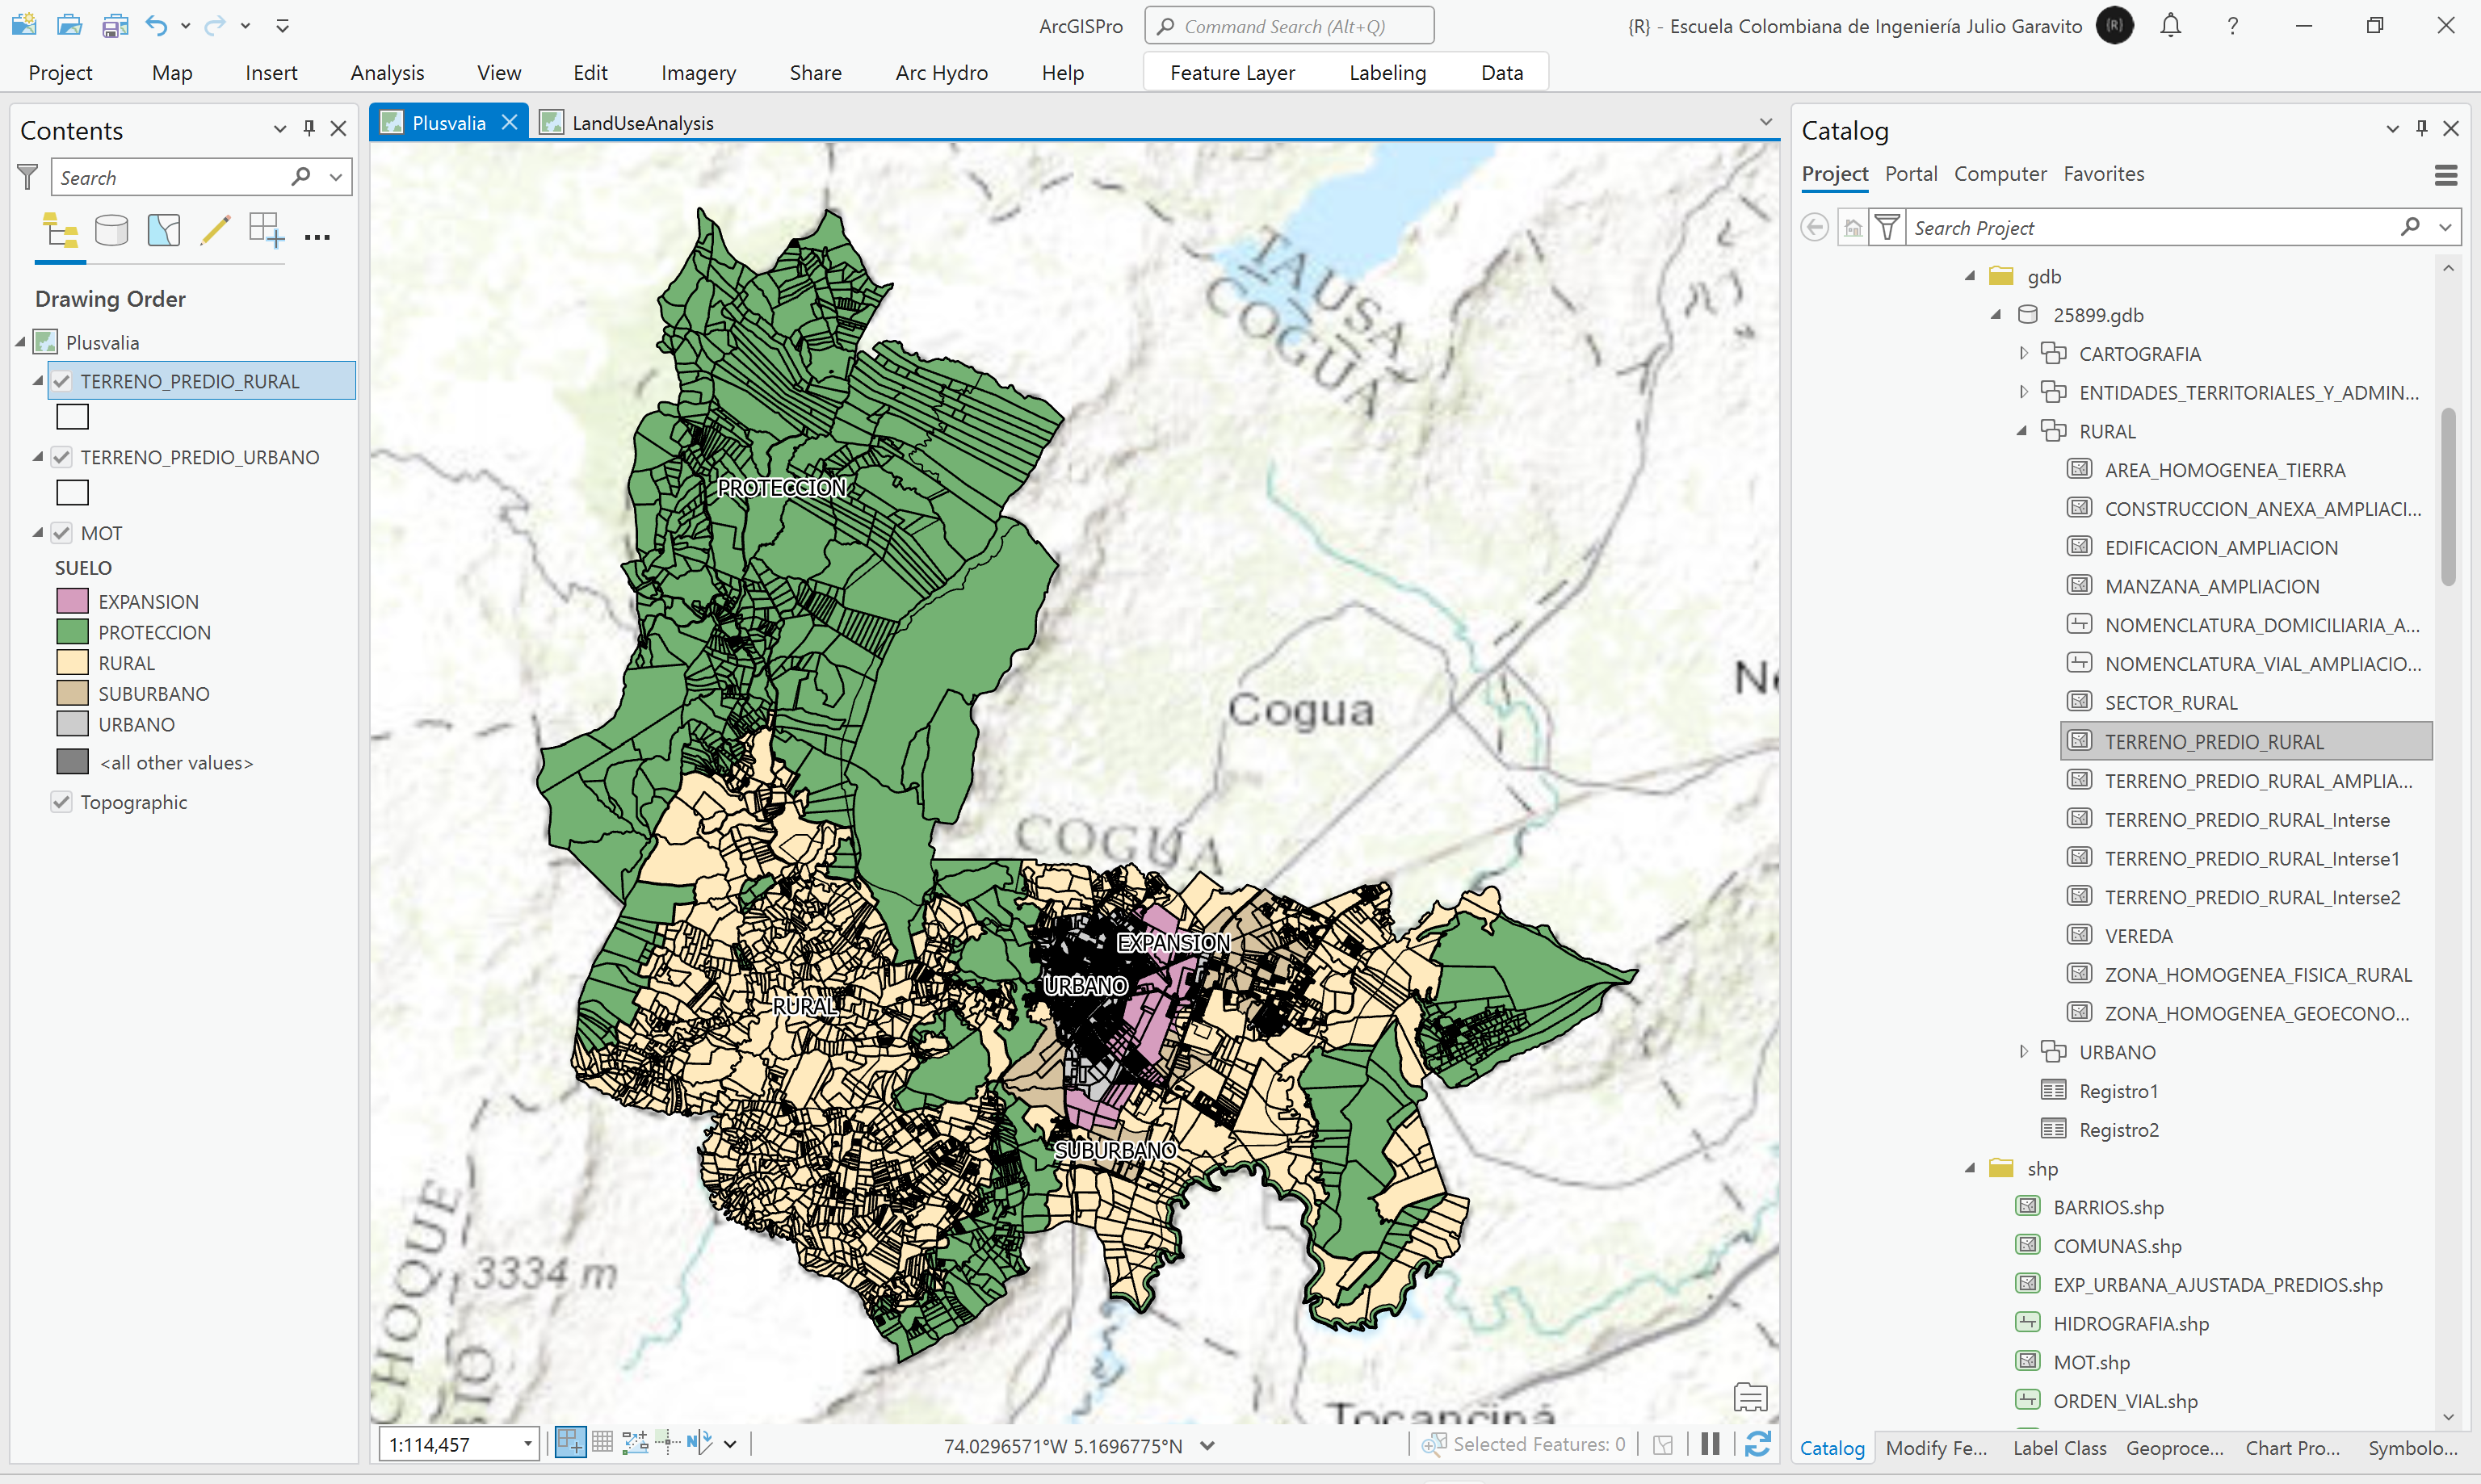 ArcGISPro
Command Search (Alt+Q)
{R} - Escuela Colombiana de Ingeniería Julio Garavito
{R}
Project
Map
Insert
Analysis
View
Edit
Imagery
Share
Arc Hydro
Help
Feature Layer
Labeling
Data
Contents
Search
Drawing Order
Plusvalia
TERRENO_PREDIO_RURAL
TERRENO_PREDIO_URBANO
MOT
SUELO
EXPANSION
PROTECCION
RURAL
SUBURBANO
URBANO
<all other values>
Topographic
Plusvalia
LandUseAnalysis
TAUSA
COGUA
PROTECCION
Cogua
COGUA
EXPANSION
URBANO
RURAL
SUBURBANO
CHOQUE
3334 m
Tocancipá
1:114,457
74.0296571°W 5.1696775°N
Selected Features: 0
Catalog
Project
Portal
Computer
Favorites
Search Project
gdb
25899.gdb
CARTOGRAFIA
ENTIDADES_TERRITORIALES_Y_ADMIN...
RURAL
AREA_HOMOGENEA_TIERRA
CONSTRUCCION_ANEXA_AMPLIACI...
EDIFICACION_AMPLIACION
MANZANA_AMPLIACION
NOMENCLATURA_DOMICILIARIA_A...
NOMENCLATURA_VIAL_AMPLIACIO...
SECTOR_RURAL
TERRENO_PREDIO_RURAL
TERRENO_PREDIO_RURAL_AMPLIA...
TERRENO_PREDIO_RURAL_Interse
TERRENO_PREDIO_RURAL_Interse1
TERRENO_PREDIO_RURAL_Interse2
VEREDA
ZONA_HOMOGENEA_FISICA_RURAL
ZONA_HOMOGENEA_GEOECONO...
URBANO
Registro1
Registro2
shp
BARRIOS.shp
COMUNAS.shp
EXP_URBANA_AJUSTADA_PREDIOS.shp
HIDROGRAFIA.shp
MOT.shp
ORDEN_VIAL.shp
Catalog
Modify Fe...
Label Class
Geoproce...
Chart Pro...
Symbolo...